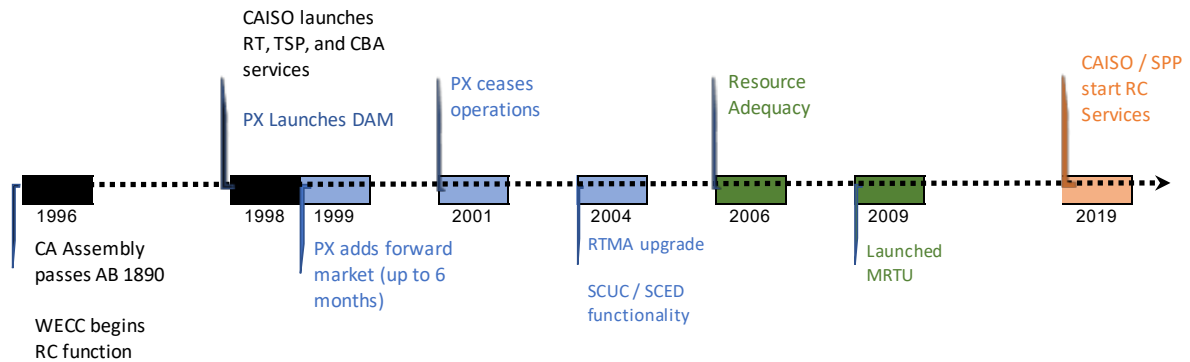 CAISO launches
RT, TSP, and CBA
services
PX Launches DAM
PX ceases
operations
Resource
Adequacy
CAISO / SPP
start RC
Services
1996
1998
1999
2001
2004
2006
2009
2019
CA Assembly
passes AB 1890
WECC begins
RC function
PX adds forward
market (up to 6
months)
RTMA upgrade
SCUC / SCED
functionality
Launched
MRTU